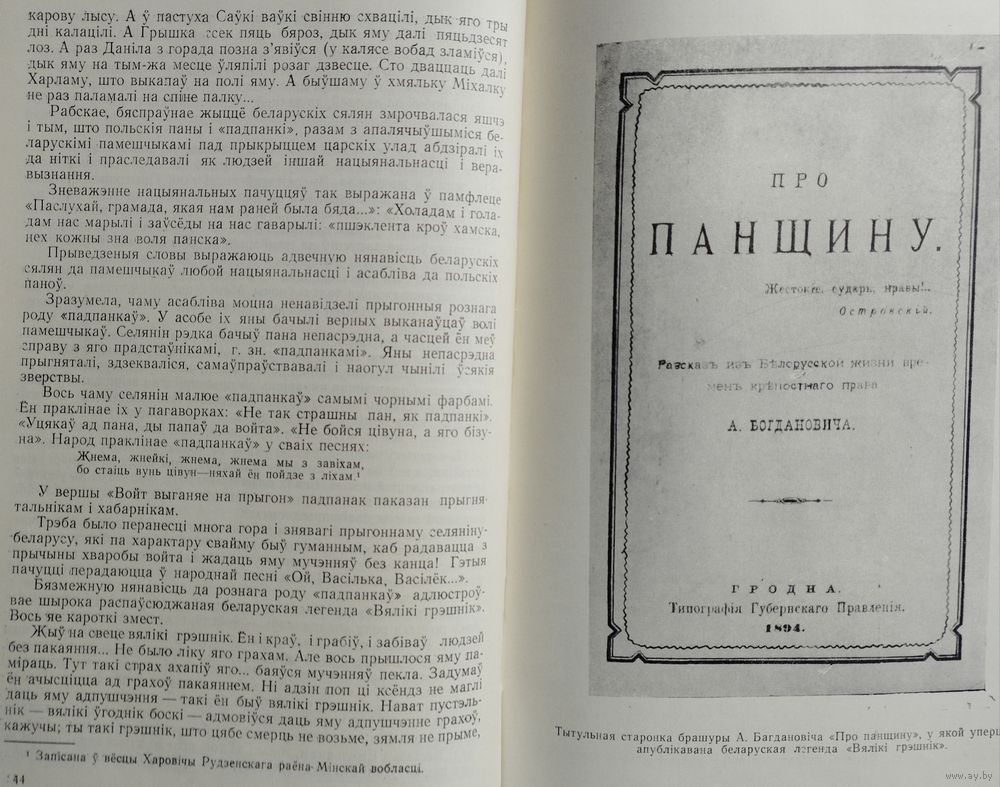 карову лысу. А ў пастуха Саўкі ваўкі свінню схвацілі, дык яго тры
дні калацілі. А Грышка ссек пяць бяроз, дык яму далі пяцьдзесят
лоз. А раз Даніла з горада позна з’явіўся (у калясе вобад зламіўся),
дык яму на тым-жа месце ўляпілі розаг дзвесце. Сто дваццаць далі
Харламу, што выкапаў на полі яму. А быўшаму ў хмяльку Міхалку
не раз паламалі на спіне палку...
Рабскае, бяспраўнае жыццё беларускіх сялян змрочвалася яшчэ
і тым, што польскія паны і «падпанкі», разам з апалячыўшыміся бе-
ларускімі памешчыкамі пад прыкрыццем царскіх улад абдзіралі іх
да ніткі і праследавалі як людзей іншай нацыянальнасці і вера-
вызнання.
Зневажэнне нацыянальных пачуццяў так выражана ў памфлеце
«Паслухай, грамада, якая нам раней была бяда...»: «Холадам і гола-
дам нас марылі і заўсёды на нас гаварылі: «пшэклента кроў хамска,
нех кожны зна воля панска».
Прыведзеныя словы выражаюць адвечную нянавісць беларускіх
сялян да памешчыкаў любой нацыянальнасці і асабліва да польскіх
паноў.
Зразумела, чаму асабліва моцна ненавідзелі прыгонныя рознага
роду «падпанкаў». У асобе іх яны бачылі верных выканаўцаў волі
памешчыкаў. Селянін рэдка бачыў пана непасрэдна, а часцей ён меў
справу з яго прадстаўнікамі, г. зн. «падпанкамі». Яны непасрэдна
прыгняталі, здзекваліся, самаўпраўствавалі і наогул чынілі ўсякія
зверствы.
Вось чаму селянін малюе «падпанкаў» самымі чорнымі фарбамі.
Ён праклінае іх у пагаворках: «Не так страшны пан, як падпанкі».
«Уцякаў ад пана, ды папаў да войта». «Не бойся цівуна, а яго бізу-
на». Народ праклінае «падпанкаў» у сваіх песнях:
Жнема, жнейкі, жнема, жнема мы з завіхам,
бо стаіць вунь цівун—няхай ён пойдзе з ліхам.¹
У вершы «Войт выганяе на прыгон» падпанак паказан прыгня-
тальнікам і хабарнікам.
Трэба было перанесці многа гора і знявагі прыгоннаму селяніну-
беларусу, які па характару свайму быў гуманным, каб радавацца з
прычыны хваробы войта і жадаць яму мучэнняў без канца! Гэтыя
пачуцці перадаюцца ў народнай песні «Ой, Васілька, Васілёк...».
Бязмежную нянавісць да рознага роду «падпанкаў» адлюстроў-
вае шырока распаўсюджаная беларуская легенда «Вялікі грэшнік».
Вось яе кароткі змест.
Жыў на свеце вялікі грэшнік. Ён і краў, і грабіў, і забіваў людзей
без пакаяння... Не было ліку яго грахам. Але вось прышлося яму па-
міраць. Тут такі страх ахапіў яго... баяўся мучэнняў пекла. Задумаў
ён ачысціцца ад грахоў пакаяннем. Ні адзін поп ці ксёндз не маглі
даць яму адпушчэння — такі ён быў вялікі грэшнік. Нават пустэль-
нік — вялікі ўгоднік боскі — адмовіўся даць яму адпушчэнне грахоў,
кажучы; ты такі грэшнік, што цябе смерць не возьме, зямля не прыме,
¹ Запісана ў вёсцы Харовічы Рудзенскага раёна Мінскай вобласці.
44
ПРО
ПАНЩИНУ.
Жестокіе, сударь, нравы!..
Островскій.
Разсказъ изъ Бѣлорусской жизни вре-
менъ крѣпостнаго права
А. БОГДАНОВИЧА.
ГРОДНА.
Типографія Губернскаго Правленія.
1894.
Тытульная старонка брашуры А. Багдановіча «Про панщину», у якой упер
апублікавана беларуская легенда «Вялікі грэшнік».
www.ay.by